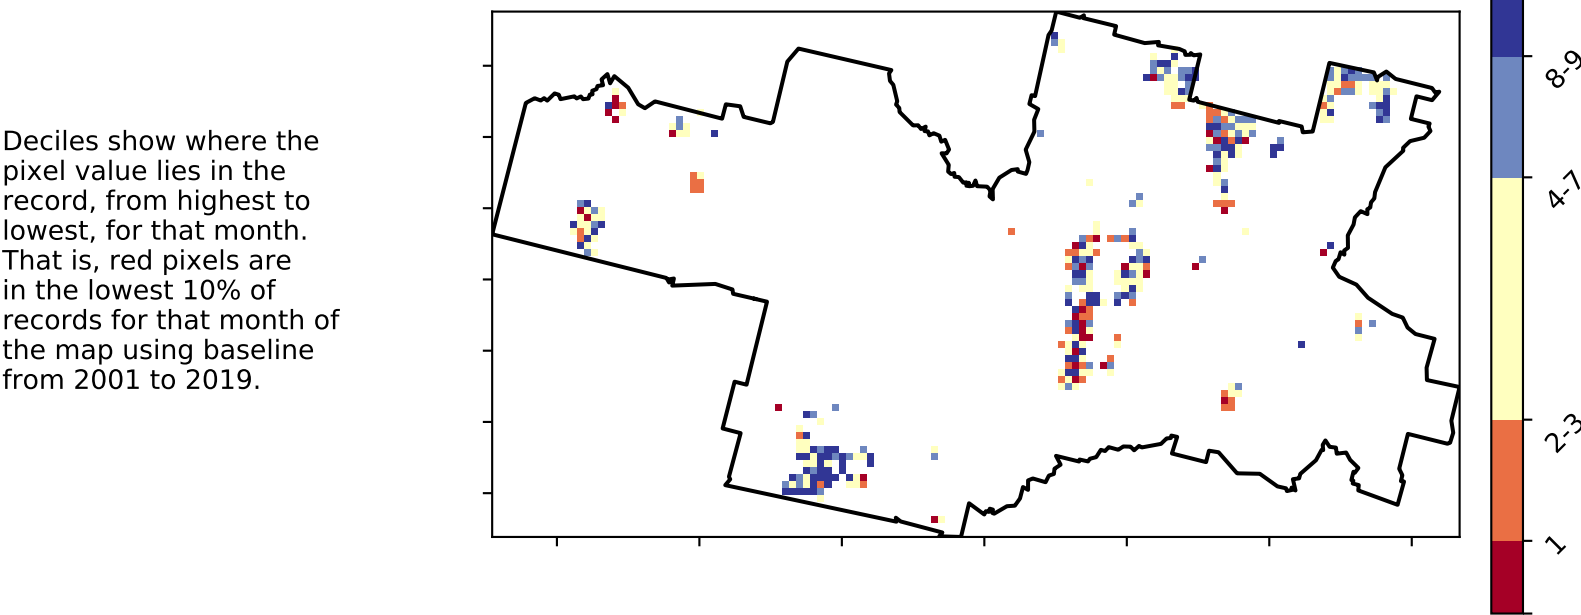 Deciles show where the
pixel value lies in the
record, from highest to
lowest, for that month.
That is, red pixels are
in the lowest 10% of
records for that month of
the map using baseline
from 2001 to 2019.
8-9
4-7
2-3
1